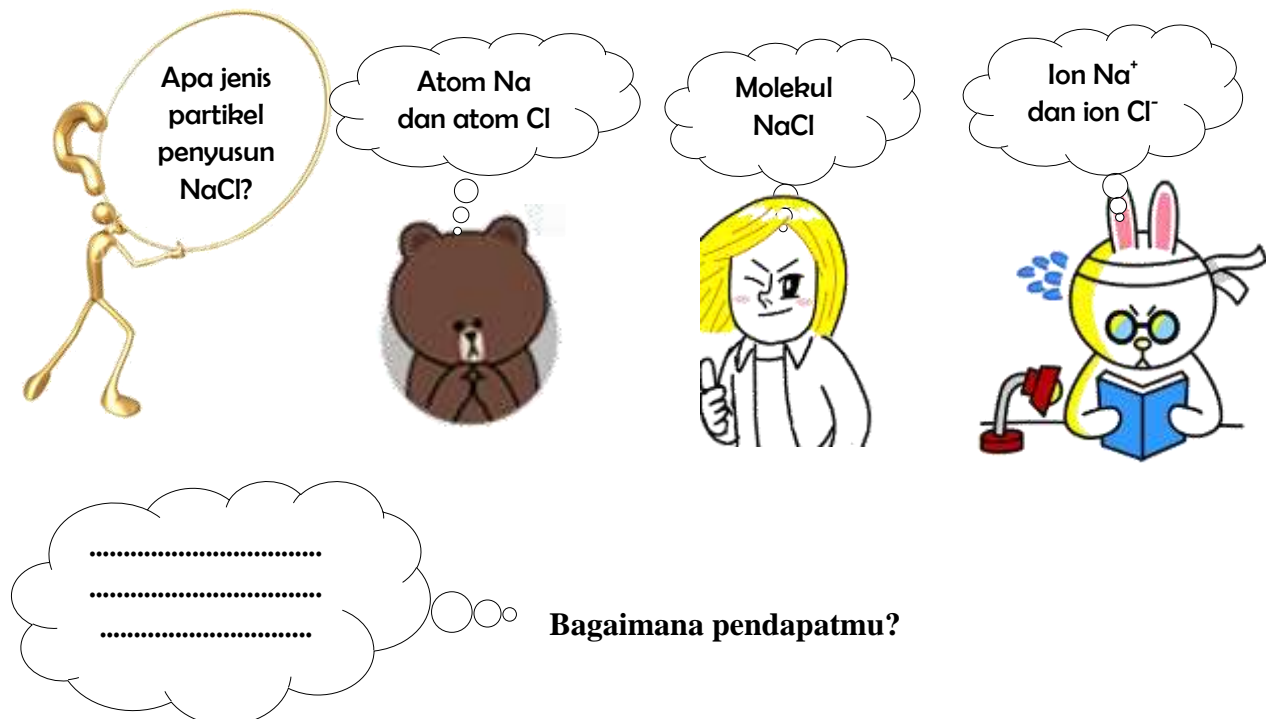 Apa jenis
partikel
penyusun
NaCl?
Atom Na
dan atom Cl
Molekul
NaCl
Ion Na⁺
dan ion Cl⁻
..................................
..................................
...............................
Bagaimana pendapatmu?